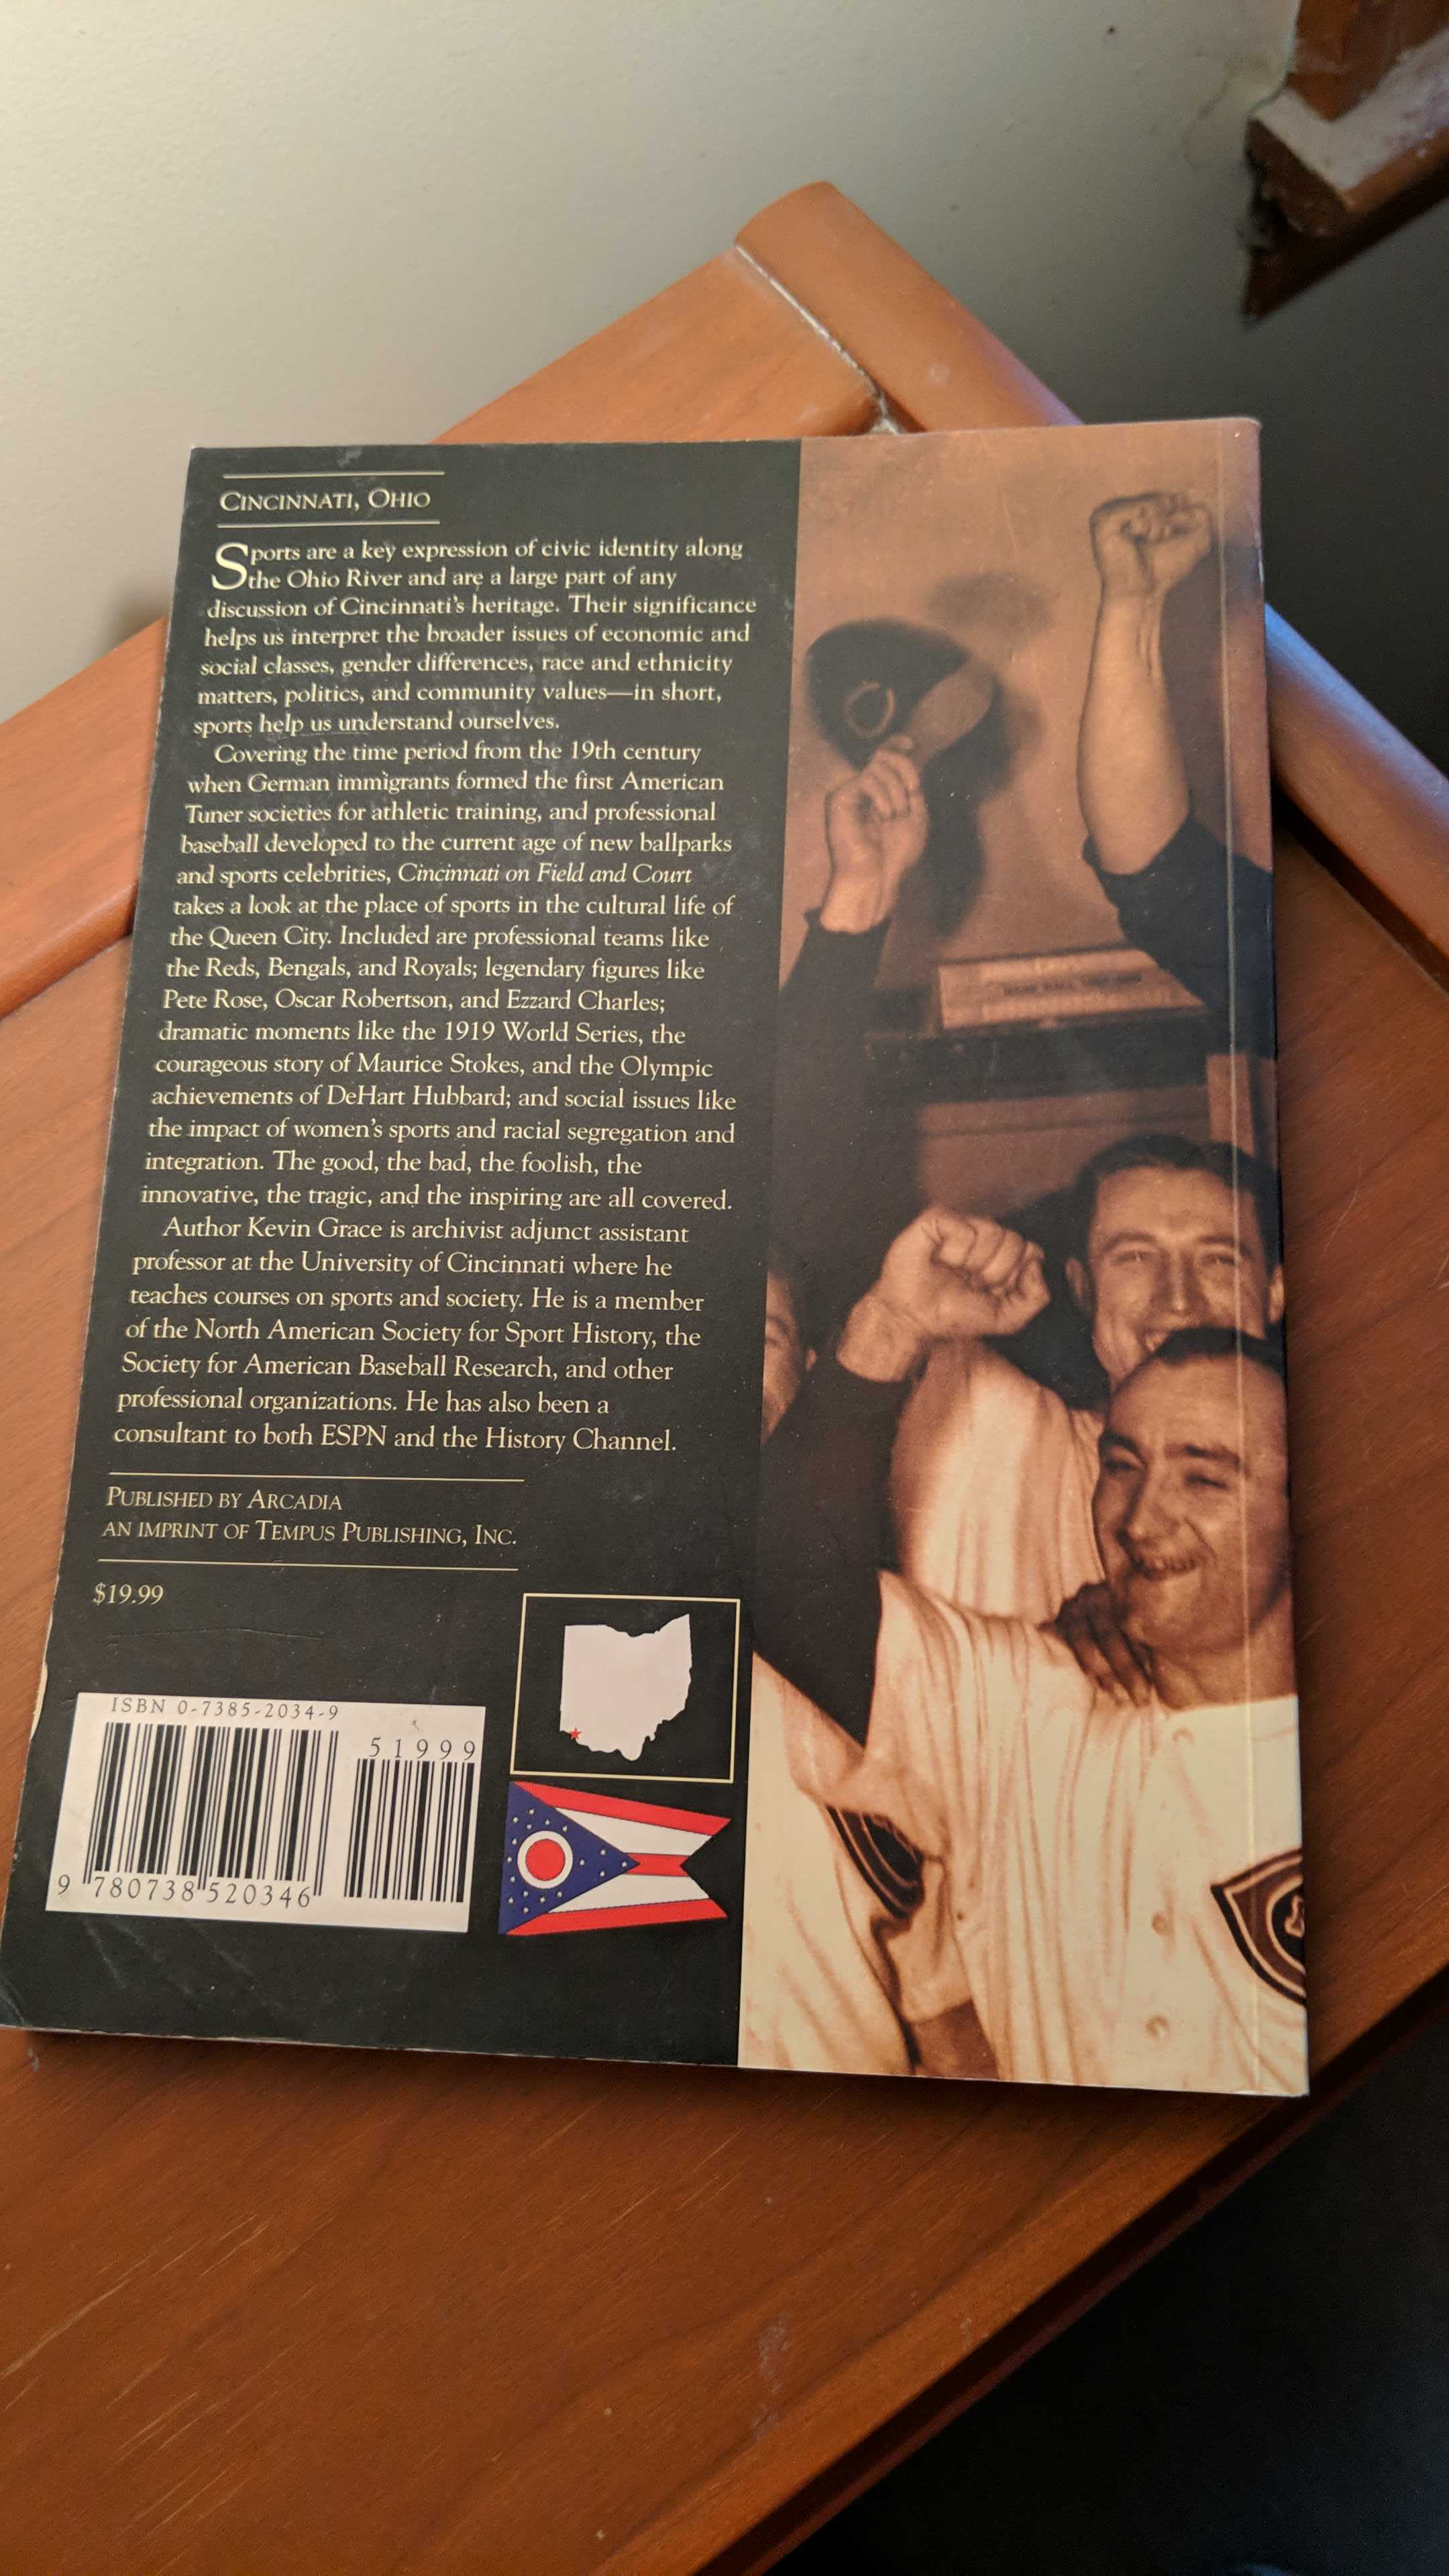 CINCINNATI, OHIO
Sports are a key expression of civic identity along
the Ohio River and are a large part of any
discussion of Cincinnati's heritage. Their significance
helps us interpret the broader issues of economic and
social classes, gender differences, race and ethnicity
matters, politics, and community values—in short,
sports help us understand ourselves.
Covering the time period from the 19th century
when German immigrants formed the first American
Tuner societies for athletic training, and professional
baseball developed to the current age of new ballparks
and sports celebrities, Cincinnati on Field and Court
takes a look at the place of sports in the cultural life of
the Queen City. Included are professional teams like
the Reds, Bengals, and Royals; legendary figures like
Pete Rose, Oscar Robertson, and Ezzard Charles;
dramatic moments like the 1919 World Series, the
courageous story of Maurice Stokes, and the Olympic
achievements of DeHart Hubbard; and social issues like
the impact of women's sports and racial segregation and
integration. The good, the bad, the foolish, the
innovative, the tragic, and the inspiring are all covered.
Author Kevin Grace is archivist adjunct assistant
professor at the University of Cincinnati where he
teaches courses on sports and society. He is a member
of the North American Society for Sport History, the
Society for American Baseball Research, and other
professional organizations. He has also been a
consultant to both ESPN and the History Channel.
PUBLISHED BY ARCADIA
AN IMPRINT OF TEMPUS PUBLISHING, INC.
$19.99
ISBN 0-7385-2034-9
51999
9 780738 520346